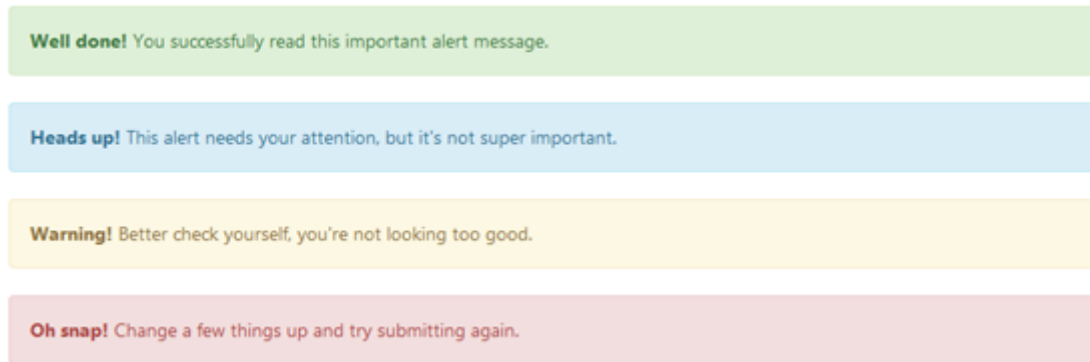 Well done! You successfully read this important alert message.
Heads up! This alert needs your attention, but it's not super important.
Warning! Better check yourself, you're not looking too good.
Oh snap! Change a few things up and try submitting again.